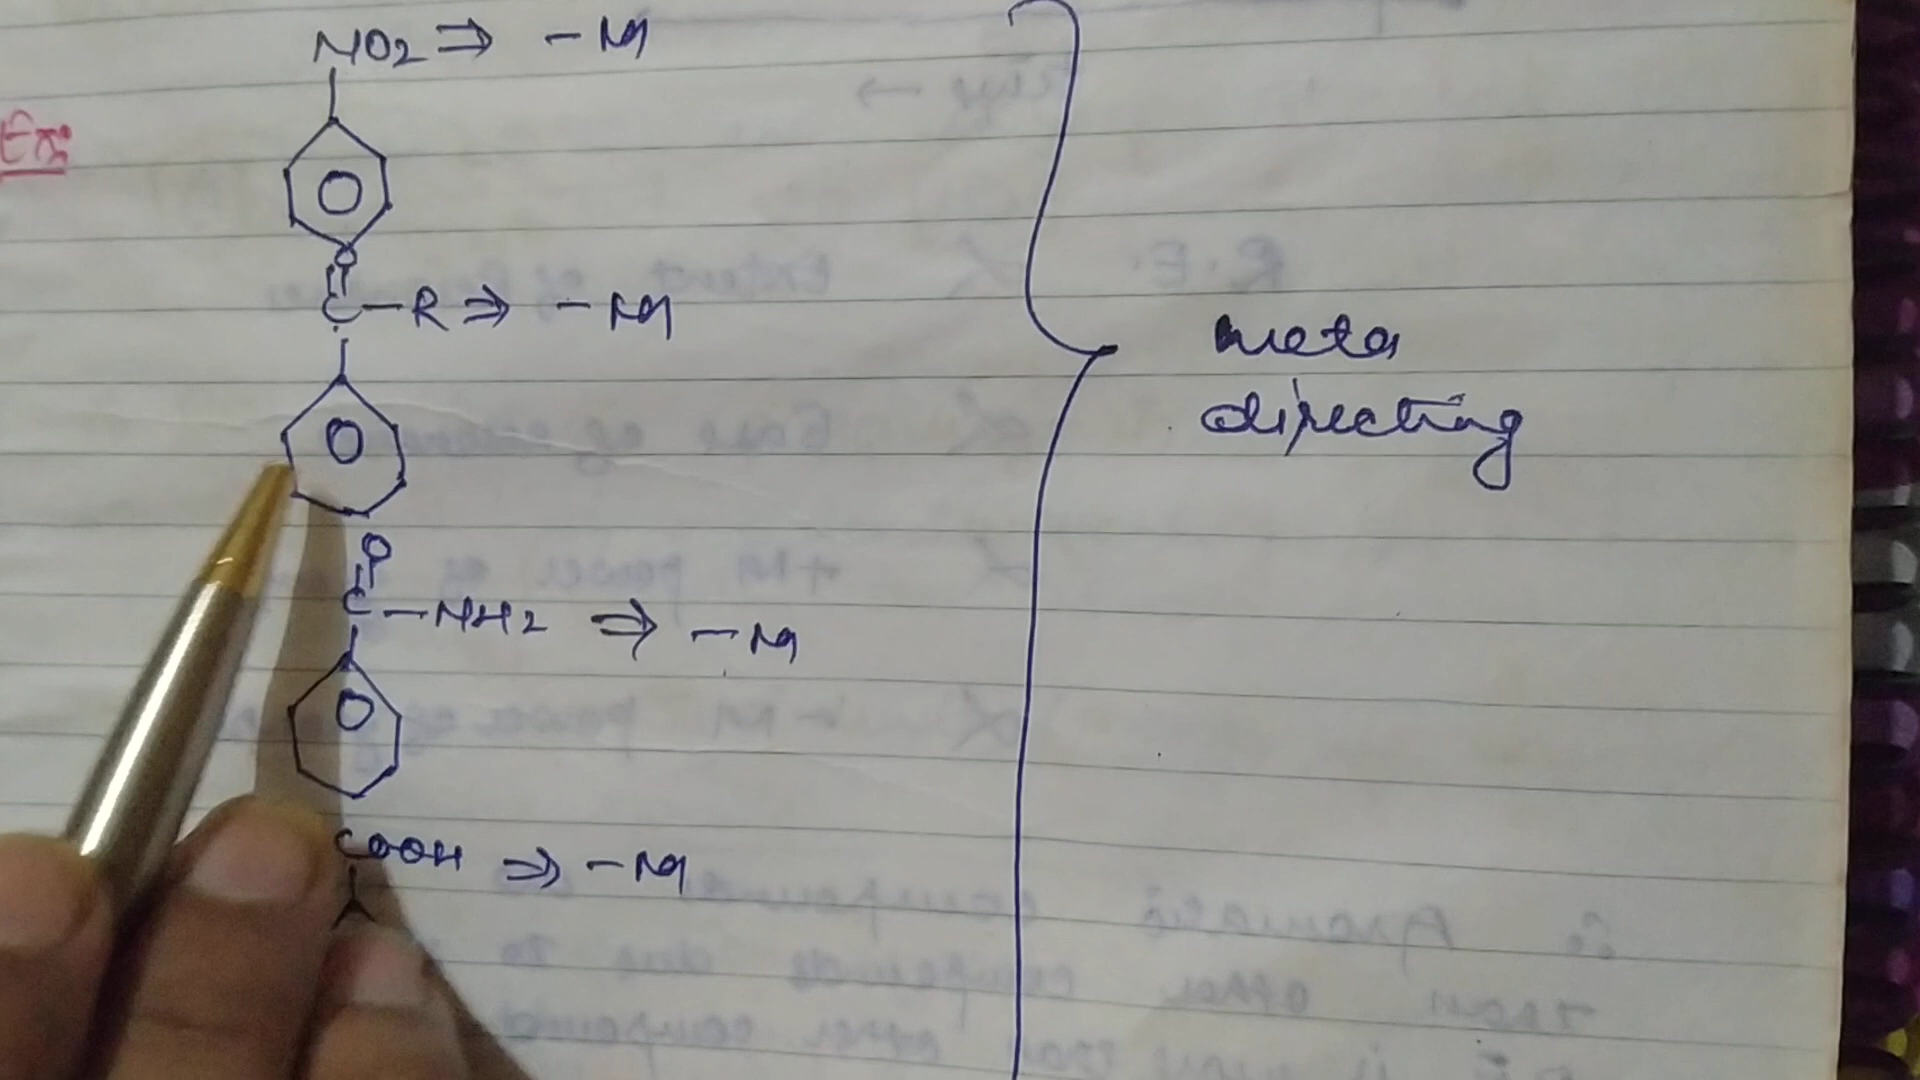 NO2 ⇒ -M
Ex:
O
C-R ⇒ -M
O
C-NH2 ⇒ -M
COOH ⇒ -M
meta
directing